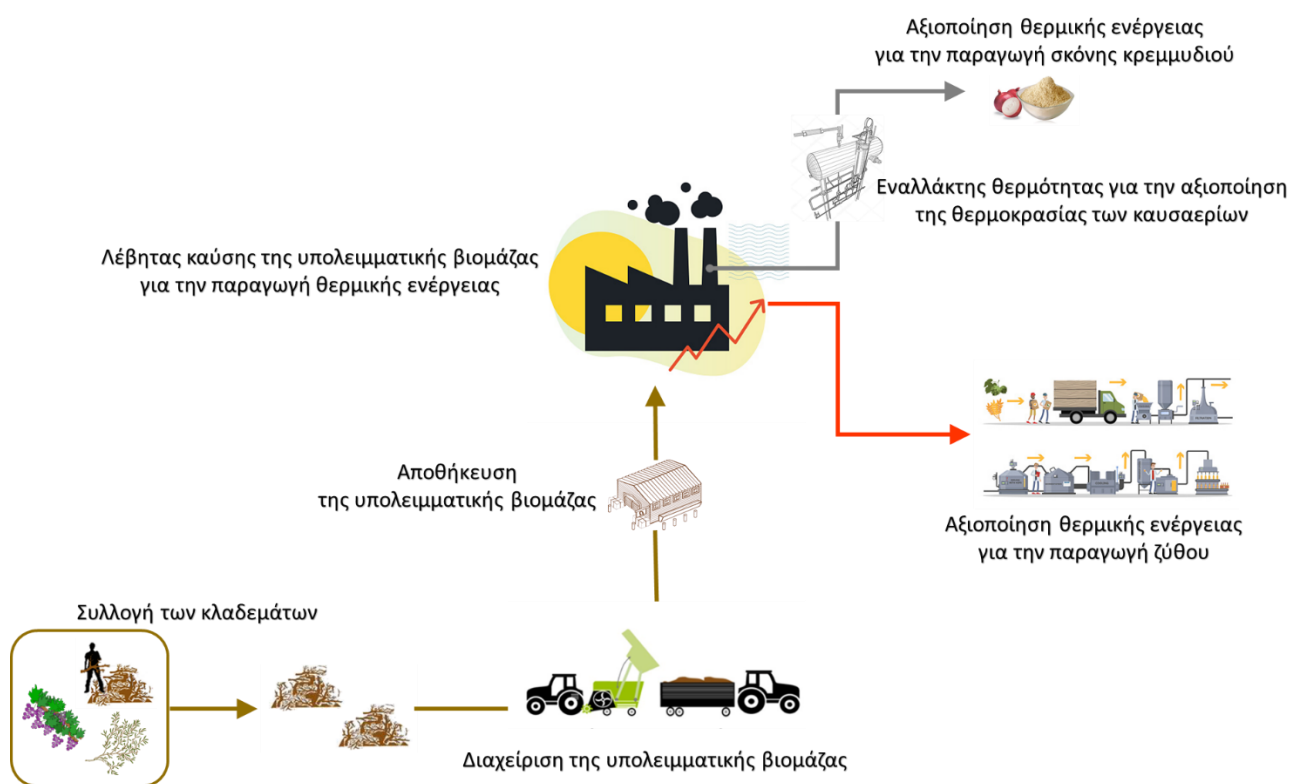 Αξιοποίηση θερμικής ενέργειας
για την παραγωγή σκόνης κρεμμυδιού
Εναλλάκτης θερμότητας για την αξιοποίηση
της θερμοκρασίας των καυσαερίων
Λέβητας καύσης της υπολειμματικής βιομάζας
για την παραγωγή θερμικής ενέργειας
Αποθήκευση
της υπολειμματικής βιομάζας
Αξιοποίηση θερμικής ενέργειας
για την παραγωγή ζύθου
Συλλογή των κλαδεμάτων
Διαχείριση της υπολειμματικής βιομάζας